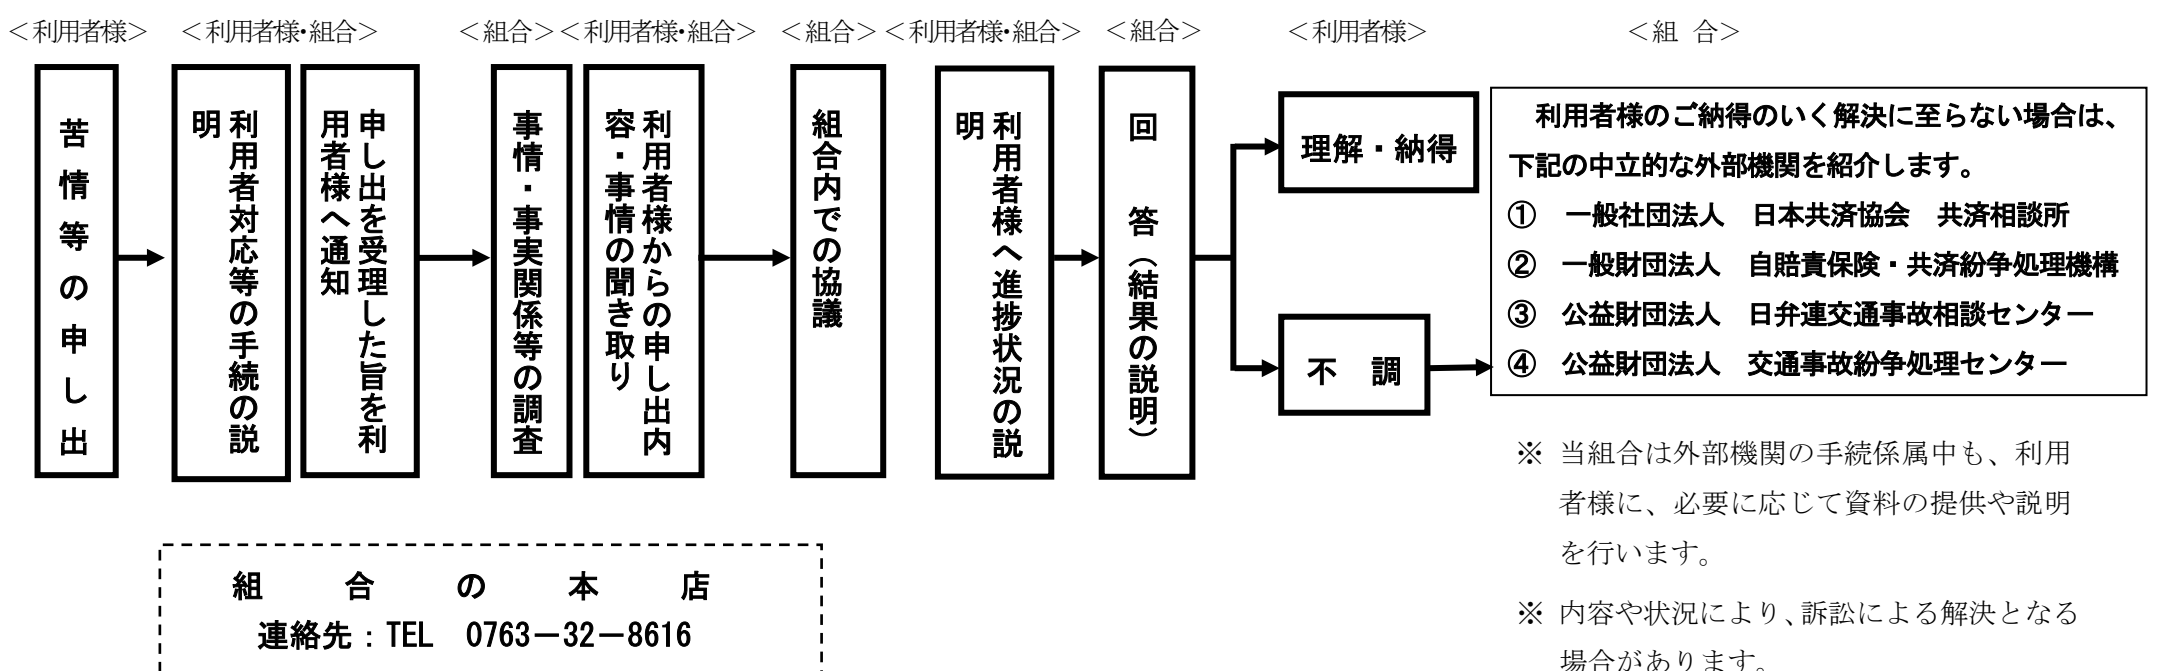 ＜利用者様＞　＜利用者様・組合＞　＜組合＞＜利用者様・組合＞　＜組合＞＜利用者様・組合＞　＜組合＞　＜利用者様＞　＜組　合＞
苦情等の申し出
利用者対応等の手続の説
明
申し出を受理した旨を利
用者様へ通知
事情・事実関係等の調査
利用者様からの申し出内
容・事情の聞き取り
組合内での協議
利用者様へ進捗状況の説
明
回　答（結果の説明）
理解・納得
不　調
利用者様のご納得のいく解決に至らない場合は、
下記の中立的な外部機関を紹介します。
①　一般社団法人　日本共済協会　共済相談所
②　一般財団法人　自賠責保険・共済紛争処理機構
③　公益財団法人　日弁連交通事故相談センター
④　公益財団法人　交通事故紛争処理センター
※ 当組合は外部機関の手続係属中も、利用
者様に、必要に応じて資料の提供や説明
を行います。
※ 内容や状況により、訴訟による解決となる
場合があります。
組　合　の　本　店
連絡先：TEL　0763－32－8616